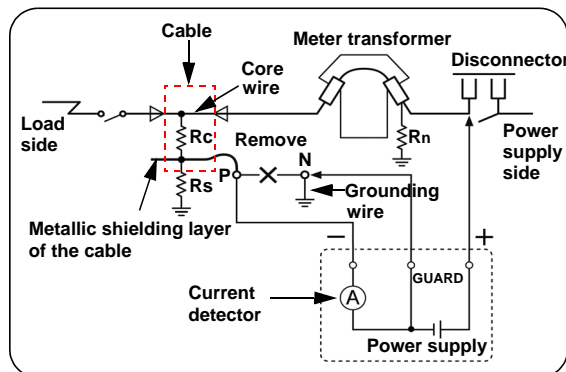 Cable
Meter transformer
Disconnector
Core
wire
Load
side
Rc
Rn
Power
supply
side
Remove
P
N
Rs
Grounding
wire
Metallic shielding layer
of the cable
−
+
GUARD
Current
detector
A
Power supply